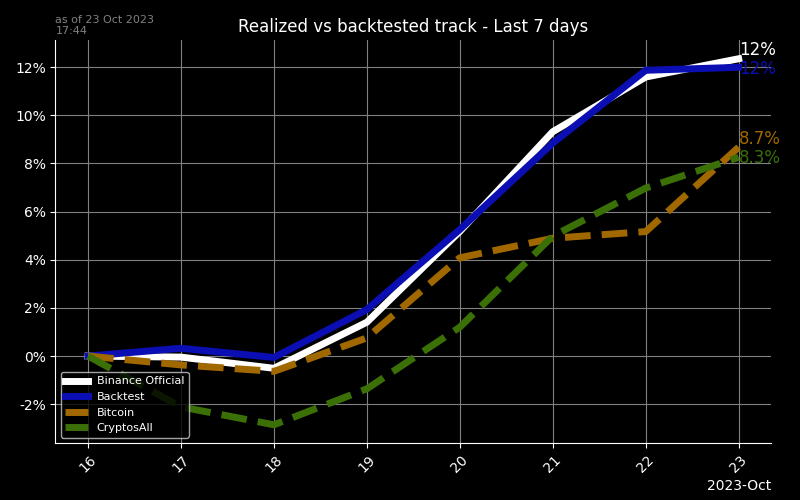 as of 23 Oct 2023
17:44
Realized vs backtested track - Last 7 days
12%
12%
12%
10%
8.7%
8.3%
8%
6%
4%
2%
0%
-2%
Binance Official
Backtest
Bitcoin
CryptosAll
16 17 18 19 20 21 22 23
2023-Oct